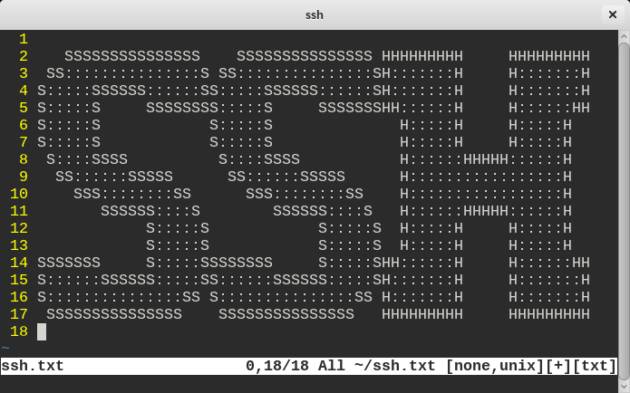 ssh
1
2    SSSSSSSSSSSSSSS    SSSSSSSSSSSSSSS HHHHHHHHH     HHHHHHHHH
3  SS:::::::::::::::S SS:::::::::::::::SH:::::::H     H:::::::H
4 S:::::SSSSSS::::::SS:::::SSSSSS::::::SH:::::::H     H:::::::H
5 S:::::S     SSSSSSSS:::::S     SSSSSSSHH::::::H     H::::::HH
6 S:::::S            S:::::S              H:::::H     H:::::H
7 S:::::S            S:::::S              H:::::H     H:::::H
8  S::::SSSS          S::::SSSS           H::::::HHHHH::::::H
9   SS::::::SSSSS      SS::::::SSSSS      H:::::::::::::::::H
10     SSS::::::::SS      SSS::::::::SS    H:::::::::::::::::H
11        SSSSSS::::S        SSSSSS::::S   H::::::HHHHH::::::H
12             S:::::S            S:::::S  H:::::H     H:::::H
13             S:::::S            S:::::S  H:::::H     H:::::H
14 SSSSSSS     S:::::SSSSSSSS     S:::::SHH::::::H     H::::::HH
15 S::::::SSSSSS:::::SS::::::SSSSSS:::::SH:::::::H     H:::::::H
16 S:::::::::::::::SS S:::::::::::::::SS H:::::::H     H:::::::H
17  SSSSSSSSSSSSSSS    SSSSSSSSSSSSSSS   HHHHHHHHH     HHHHHHHHH
18
~
ssh.txt 0,18/18 All ~/ssh.txt [none,unix][+][txt]